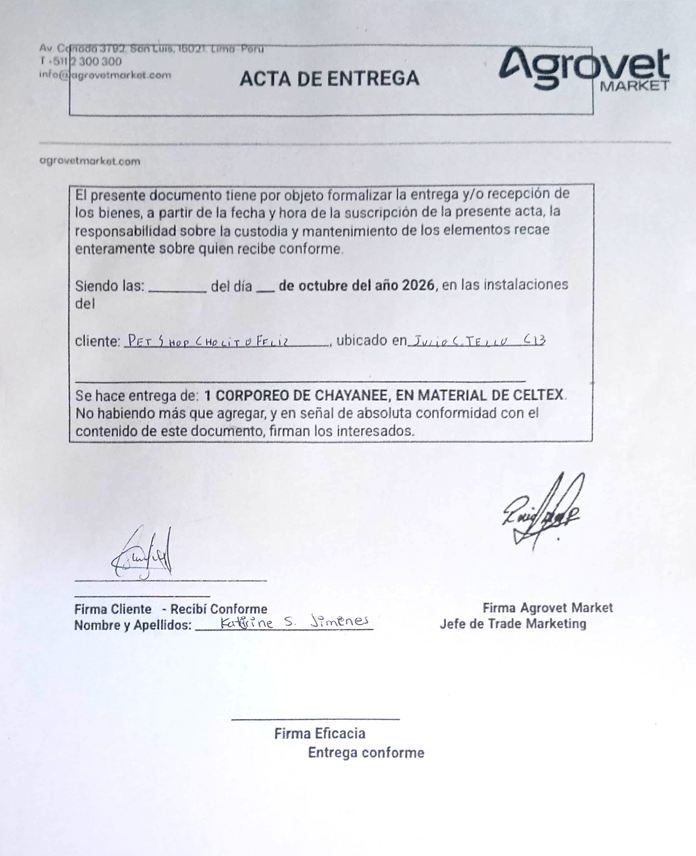 Av. Canada 3792, San Luis, 15021, Lima, Perú
T +511 2 300 300
info@agrovetmarket.com
ACTA DE ENTREGA
Agrovet
MARKET
agrovetmarket.com
El presente documento tiene por objeto formalizar la entrega y/o recepción de
los bienes, a partir de la fecha y hora de la suscripción de la presente acta, la
responsabilidad sobre la custodia y mantenimiento de los elementos recae
enteramente sobre quien recibe conforme.
Siendo las: _______ del día __ de octubre del año 2026, en las instalaciones
del
cliente: PET SHOP CHOLITO FELIZ, ubicado en JULIO C. TELLO C13
Se hace entrega de: 1 CORPOREO DE CHAYANEE, EN MATERIAL DE CELTEX.
No habiendo más que agregar, y en señal de absoluta conformidad con el
contenido de este documento, firman los interesados.
Firma Cliente - Recibí Conforme
Nombre y Apellidos: Katirine S. Jimenes
Firma Agrovet Market
Jefe de Trade Marketing
Firma Eficacia
Entrega conforme